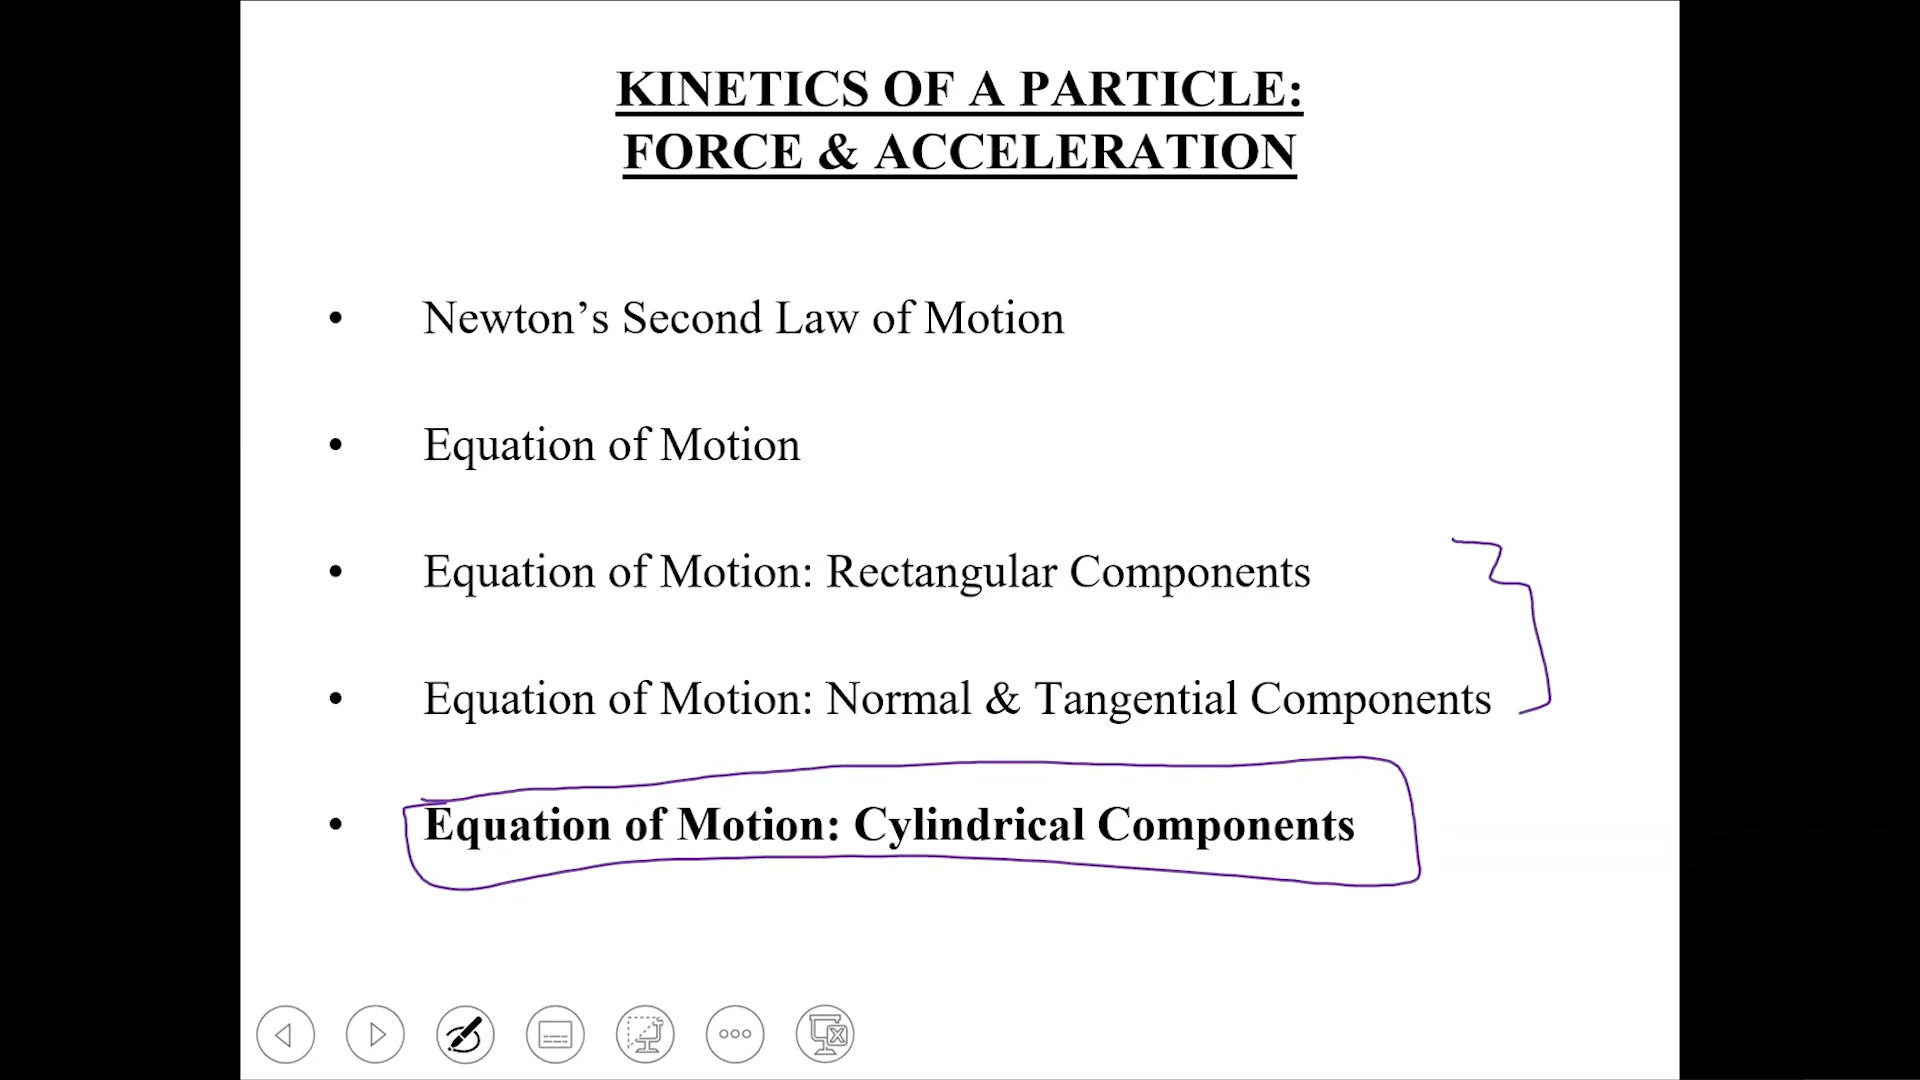 KINETICS OF A PARTICLE:
FORCE & ACCELERATION
• Newton’s Second Law of Motion
• Equation of Motion
• Equation of Motion: Rectangular Components
• Equation of Motion: Normal & Tangential Components
• Equation of Motion: Cylindrical Components